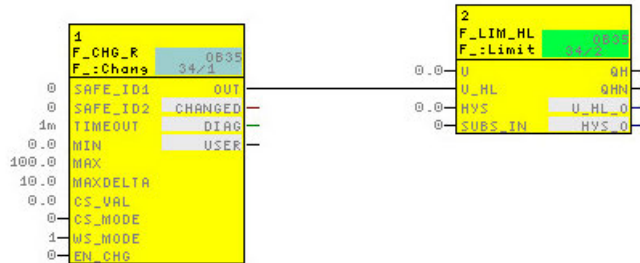 1
F_CHG_R
F_:Chang
OB35
34/1
0 SAFE_ID1 OUT
0 SAFE_ID2 CHANGED
1m TIMEOUT DIAG
0.0 MIN USER
100.0 MAX
10.0 MAXDELTA
0.0 CS_VAL
0 CS_MODE
1 WS_MODE
0 EN_CHG
2
F_LIM_HL
F_:Limit
OB35
34/2
0.0 U QH
U_HL QHN
0.0 HYS U_HL_O
0 SUBS_IN HYS_O